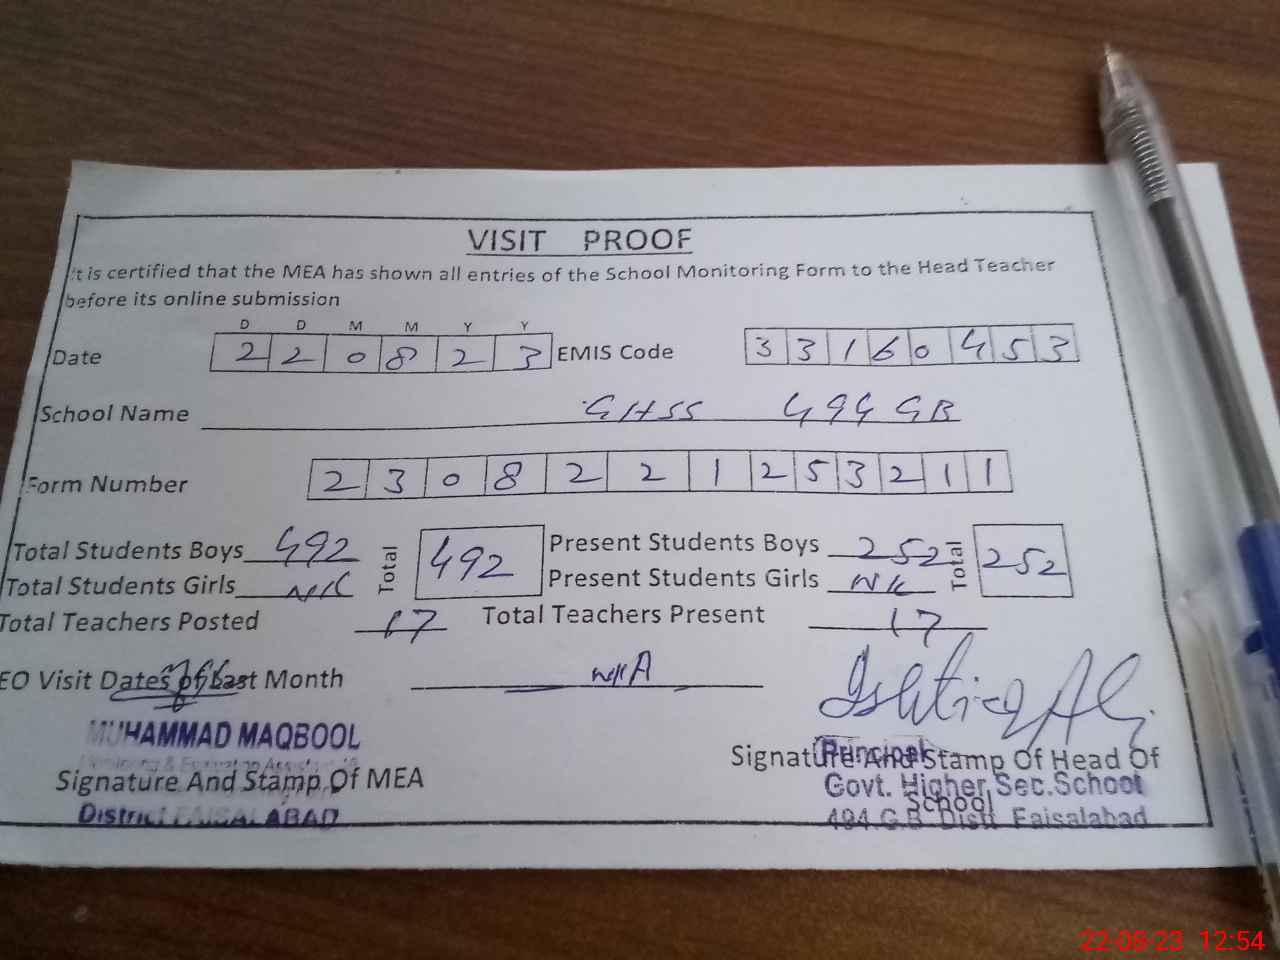 VISIT PROOF
It is certified that the MEA has shown all entries of the School Monitoring Form to the Head Teacher
before its online submission
D D M M Y Y
Date 2 2 0 8 2 3 EMIS Code 3 3 1 6 0 4 5 3
School Name GHSS 494 GB
Form Number 2 3 0 8 2 2 1 2 5 3 2 1 1
Total Students Boys 492 Total 492 Present Students Boys 252 Total 252
Total Students Girls Present Students Girls
Total Teachers Posted 17 Total Teachers Present 17
EO Visit Dates of Last Month N/A
MUHAMMAD MAQBOOL
Signature And Stamp Of MEA
District FAISALABAD
Ishtiaq
Principal
Signature And Stamp Of Head Of
School
Govt. Higher Sec. School
494 G.B Distt Faisalabad
22-08-23 12:54